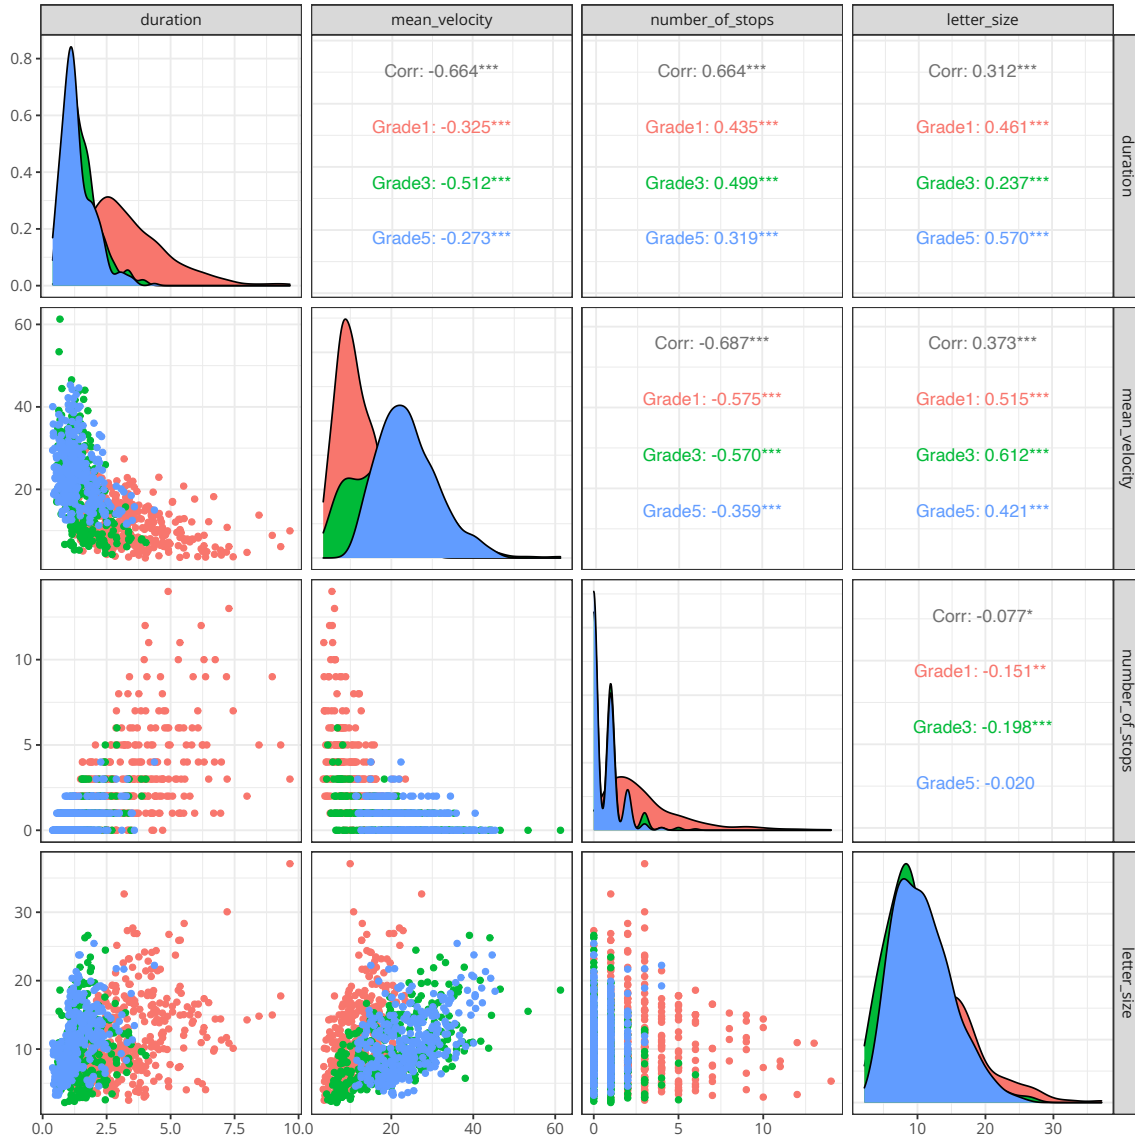 duration mean_velocity number_of_stops letter_size
0.8
0.6
0.4
0.2
0.0
Corr: -0.664***
Grade1: -0.325***
Grade3: -0.512***
Grade5: -0.273***
Corr: 0.664***
Grade1: 0.435***
Grade3: 0.499***
Grade5: 0.319***
Corr: 0.312***
Grade1: 0.461***
Grade3: 0.237***
Grade5: 0.570***
duration
60
40
20
Corr: -0.687***
Grade1: -0.575***
Grade3: -0.570***
Grade5: -0.359***
Corr: 0.373***
Grade1: 0.515***
Grade3: 0.612***
Grade5: 0.421***
mean_velocity
10
5
0
Corr: -0.077*
Grade1: -0.151**
Grade3: -0.198***
Grade5: -0.020
number_of_stops
30
20
10
letter_size
0.0 2.5 5.0 7.5 10.0 20 40 60 0 5 10 10 20 30